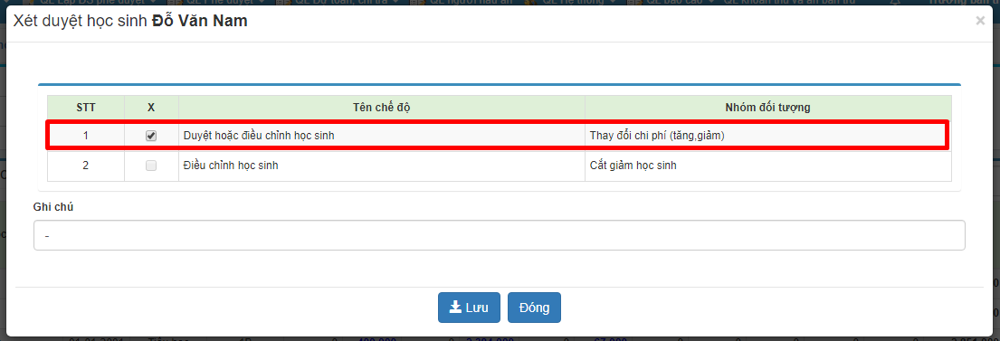 Xét duyệt học sinh Đỗ Văn Nam
×
STT X Tên chế độ Nhóm đối tượng
1 Duyệt hoặc điều chỉnh học sinh Thay đổi chi phí (tăng,giảm)
2 Điều chỉnh học sinh Cắt giảm học sinh
Ghi chú
-
Lưu Đóng